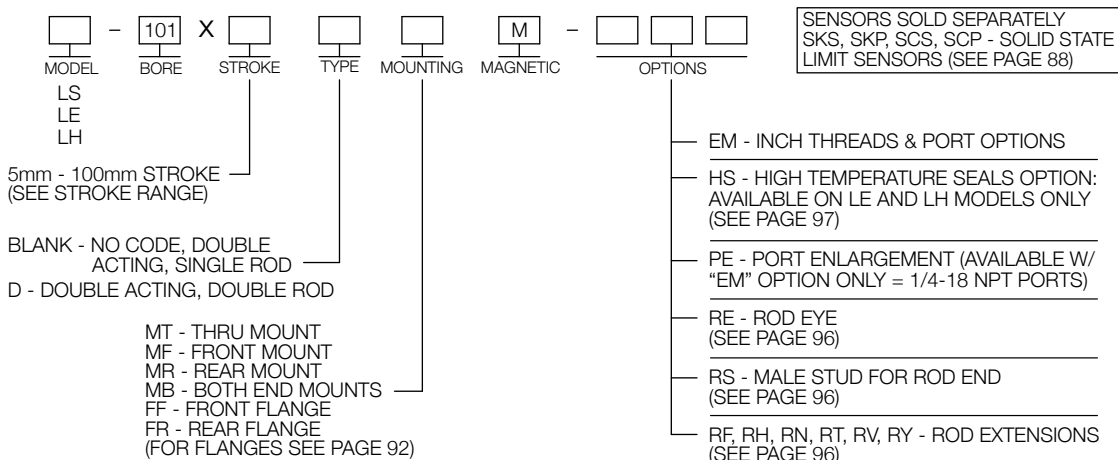 – 101 X M –
MODEL BORE STROKE TYPE MOUNTING MAGNETIC OPTIONS
SENSORS SOLD SEPARATELY
SKS, SKP, SCS, SCP - SOLID STATE
LIMIT SENSORS (SEE PAGE 88)
LS
LE
LH
5mm - 100mm STROKE
(SEE STROKE RANGE)
BLANK - NO CODE, DOUBLE
ACTING, SINGLE ROD
D - DOUBLE ACTING, DOUBLE ROD
MT - THRU MOUNT
MF - FRONT MOUNT
MR - REAR MOUNT
MB - BOTH END MOUNTS
FF - FRONT FLANGE
FR - REAR FLANGE
(FOR FLANGES SEE PAGE 92)
EM - INCH THREADS & PORT OPTIONS
HS - HIGH TEMPERATURE SEALS OPTION:
AVAILABLE ON LE AND LH MODELS ONLY
(SEE PAGE 97)
PE - PORT ENLARGEMENT (AVAILABLE W/
“EM” OPTION ONLY = 1/4-18 NPT PORTS)
RE - ROD EYE
(SEE PAGE 96)
RS - MALE STUD FOR ROD END
(SEE PAGE 96)
RF, RH, RN, RT, RV, RY - ROD EXTENSIONS
(SEE PAGE 96)